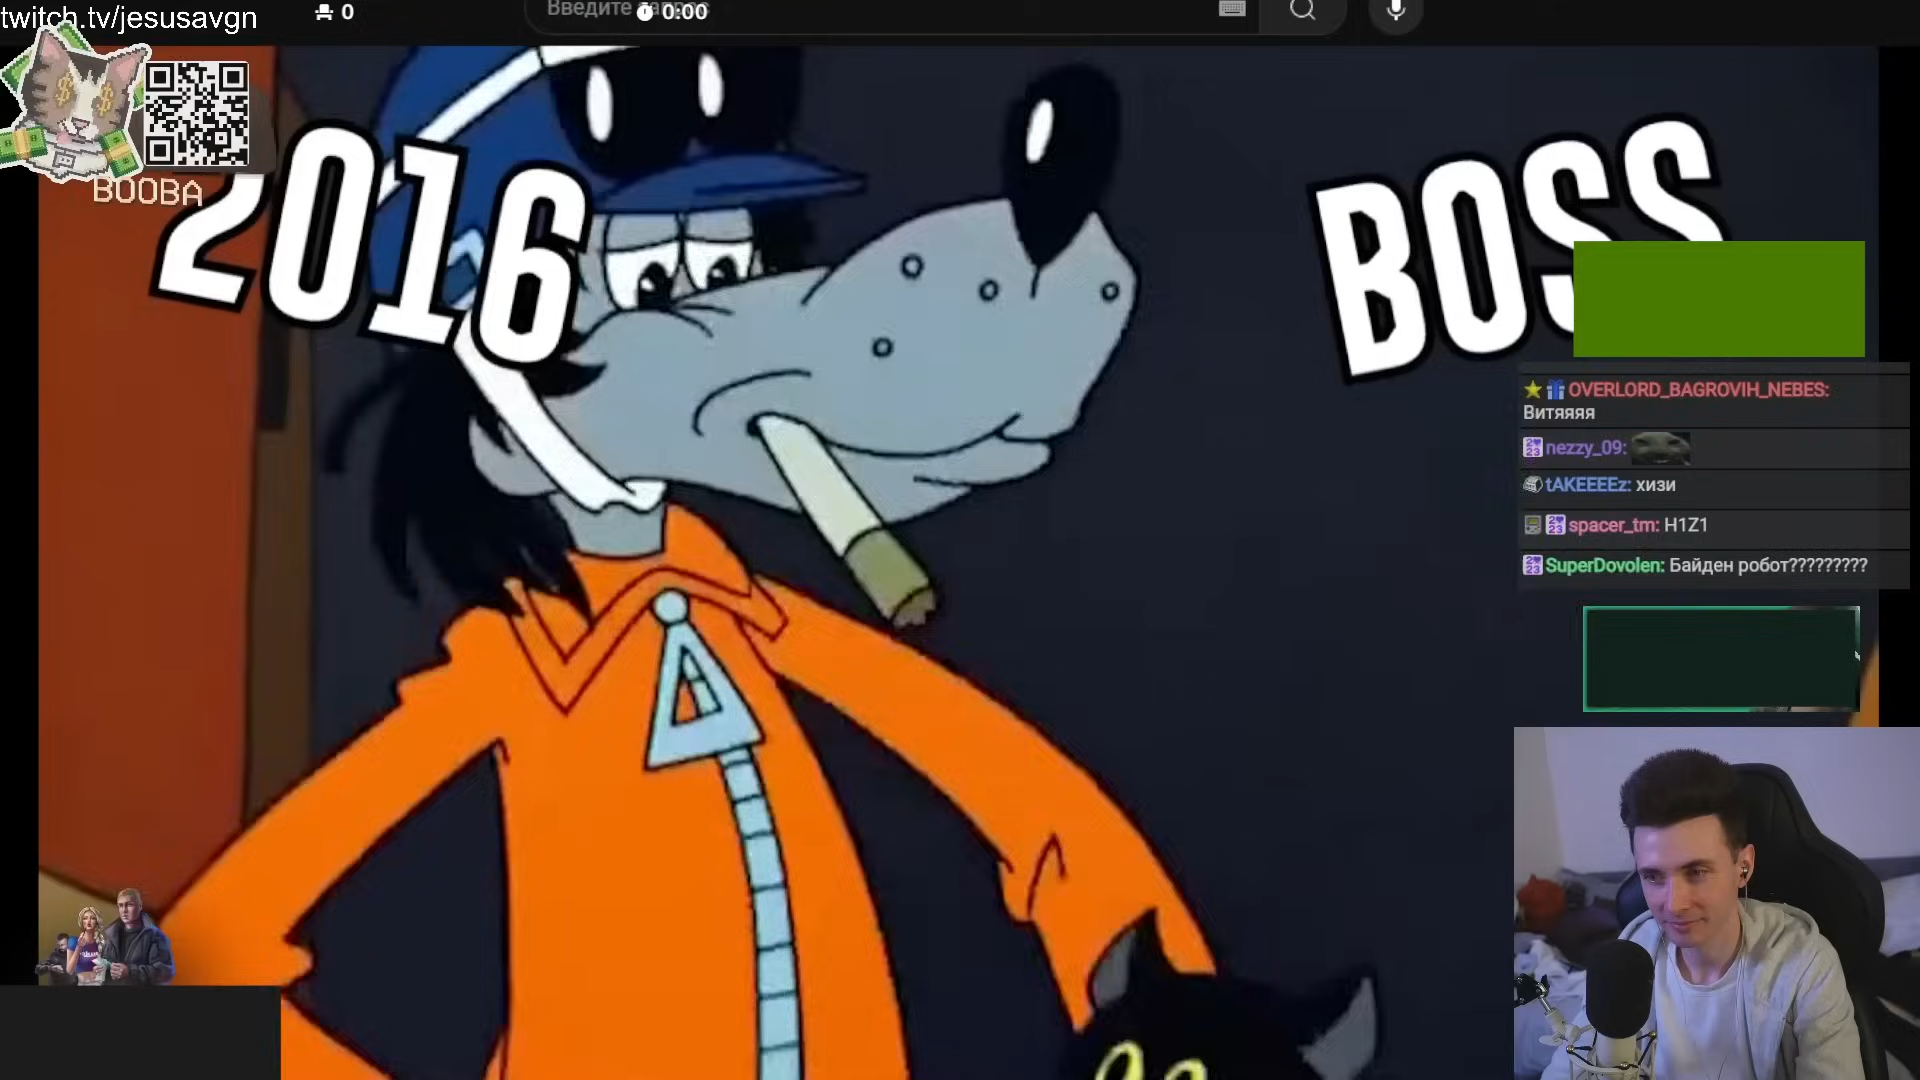 twitch.tv/jesusavgn
0
Введите
0:00
BOOBA
2016
BOSS
OVERLORD_BAGROVIH_NEBES:
Витяяяя
nezzy_09:
tAKEEEEz: хизи
spacer_tm: H1Z1
SuperDovolen: Байден робот?????????